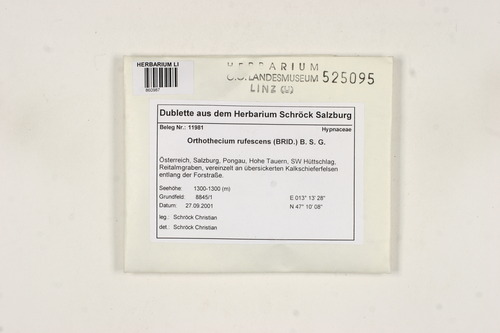 HERBARIUM LI
860987
HERBARIUM
O.Ö. LANDESMUSEUM 525095
LINZ
Dublette aus dem Herbarium Schröck Salzburg
Beleg Nr.: 11981 Hypnaceae
Orthothecium rufescens (BRID.) B. S. G.
Österreich, Salzburg, Pongau, Hohe Tauern, SW Hüttschlag,
Reitalmgraben, vereinzelt an übersickerten Kalkschieferfelsen
entlang der Forstraße.
Seehöhe: 1300-1300 (m)
Grundfeld: 8845/1 E 013° 13' 28"
Datum: 27.09.2001 N 47° 10' 08"
leg.: Schröck Christian
det.: Schröck Christian